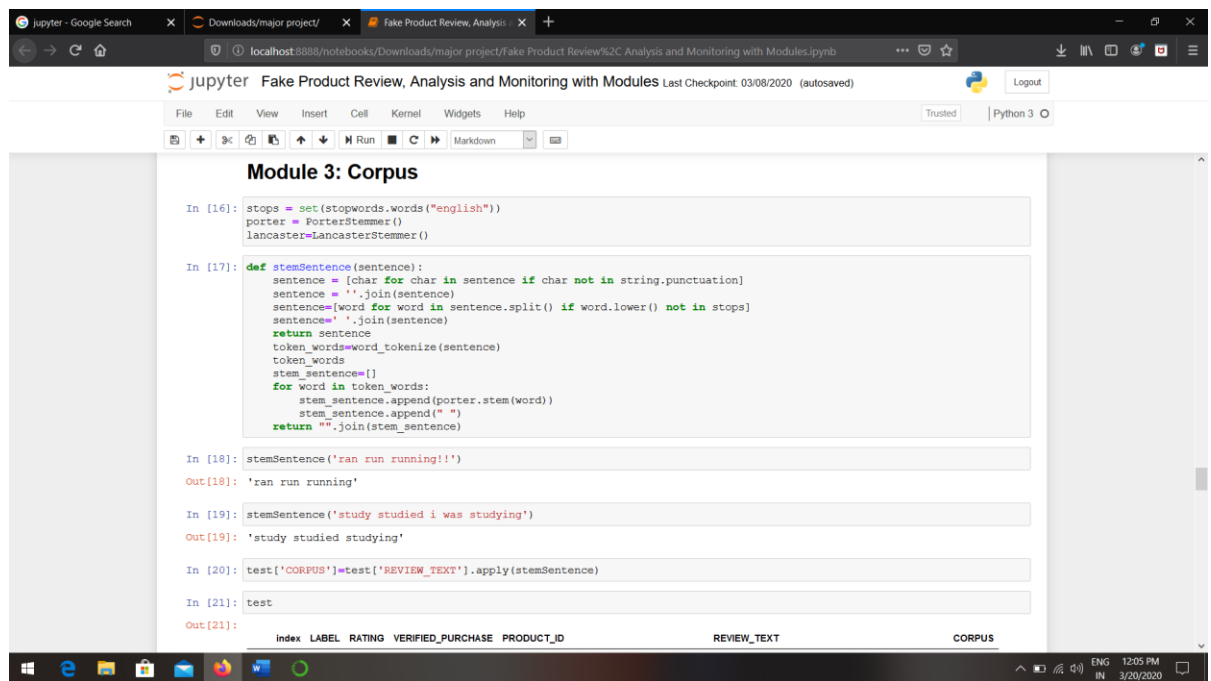 jupyter - Google Search
Downloads/major project/
Fake Product Review, Analysis a
localhost:8888/notebooks/Downloads/major project/Fake Product Review%2C Analysis and Monitoring with Modules.ipynb
jupyter Fake Product Review, Analysis and Monitoring with Modules Last Checkpoint: 03/08/2020 (autosaved)
Logout
File Edit View Insert Cell Kernel Widgets Help
Trusted
Python 3
Run
Markdown
Module 3: Corpus
In [16]: stops = set(stopwords.words("english"))
porter = PorterStemmer()
lancaster=LancasterStemmer()
In [17]: def stemSentence(sentence):
    sentence = [char for char in sentence if char not in string.punctuation]
    sentence = ''.join(sentence)
    sentence=[word for word in sentence.split() if word.lower() not in stops]
    sentence=' '.join(sentence)
    return sentence
    token_words=word_tokenize(sentence)
    token_words
    stem_sentence=[]
    for word in token_words:
        stem_sentence.append(porter.stem(word))
        stem_sentence.append(" ")
    return "".join(stem_sentence)
In [18]: stemSentence('ran run running!!')
Out[18]: 'ran run running'
In [19]: stemSentence('study studied i was studying')
Out[19]: 'study studied studying'
In [20]: test['CORPUS']=test['REVIEW_TEXT'].apply(stemSentence)
In [21]: test
Out[21]:
index LABEL RATING VERIFIED_PURCHASE PRODUCT_ID REVIEW_TEXT CORPUS
ENG 12:05 PM
IN 3/20/2020